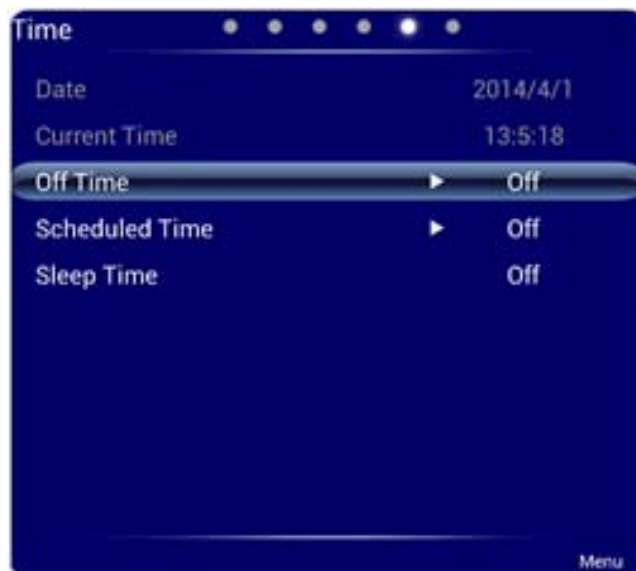 Time
Date 2014/4/1
Current Time 13:5:18
Off Time Off
Scheduled Time Off
Sleep Time Off
Menu